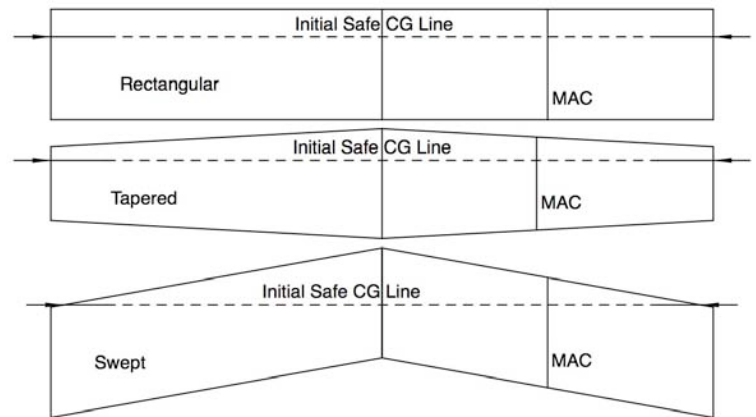 Initial Safe CG Line
Rectangular
MAC
Initial Safe CG Line
Tapered
MAC
Initial Safe CG Line
Swept
MAC